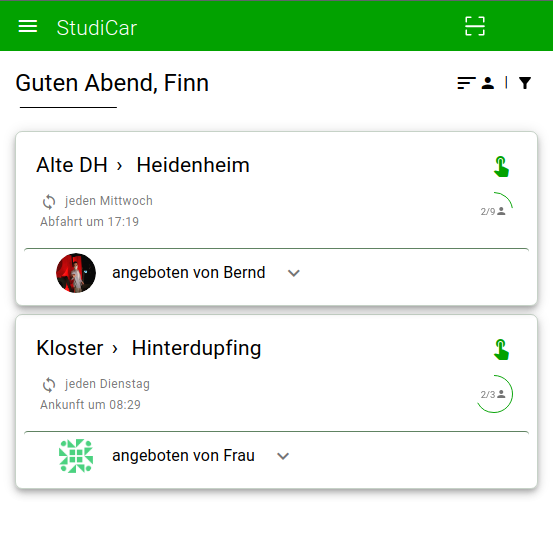 StudiCar
Guten Abend, Finn
Alte DH › Heidenheim
jeden Mittwoch
Abfahrt um 17:19
2/9
angeboten von Bernd
Kloster › Hinterdupfing
jeden Dienstag
Ankunft um 08:29
2/3
angeboten von Frau